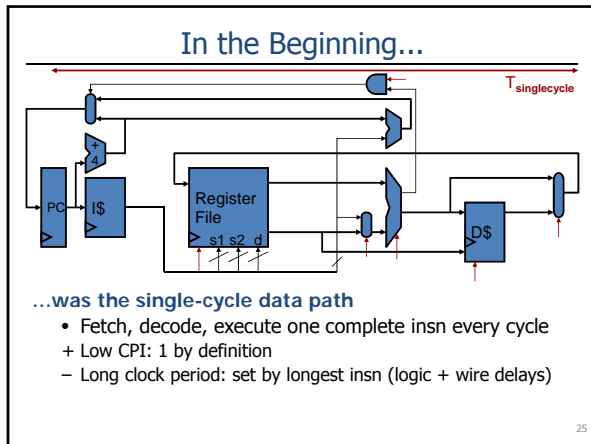 In the Beginning...
Tsinglecycle
+
4
PC
I$
Register
File
s1 s2 d
D$
...was the single-cycle data path
• Fetch, decode, execute one complete insn every cycle
+ Low CPI: 1 by definition
– Long clock period: set by longest insn (logic + wire delays)
25